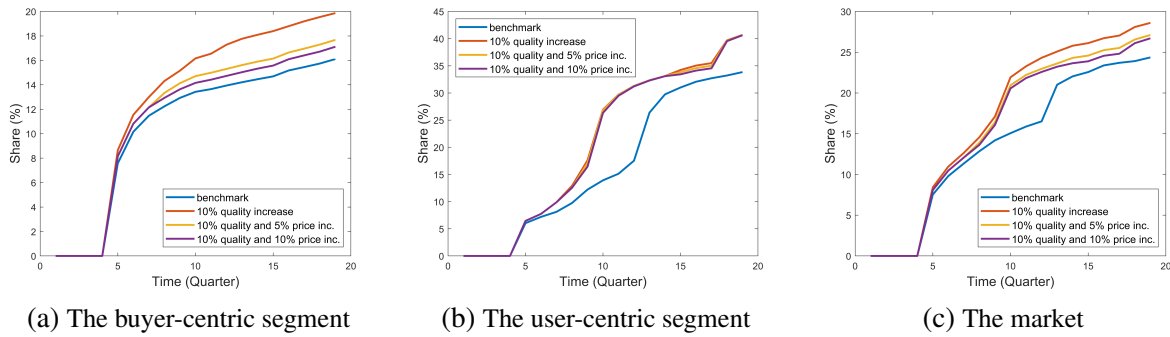 20
18
16
14
12
10
8
6
4
2
0
Share (%)
benchmark
10% quality increase
10% quality and 5% price inc.
10% quality and 10% price inc.
0 5 10 15 20
Time (Quarter)
(a) The buyer-centric segment
45
40
35
30
25
20
15
10
5
0
Share (%)
benchmark
10% quality increase
10% quality and 5% price inc.
10% quality and 10% price inc.
0 5 10 15 20
Time (Quarter)
(b) The user-centric segment
30
25
20
15
10
5
0
Share (%)
benchmark
10% quality increase
10% quality and 5% price inc.
10% quality and 10% price inc.
0 5 10 15 20
Time (Quarter)
(c) The market